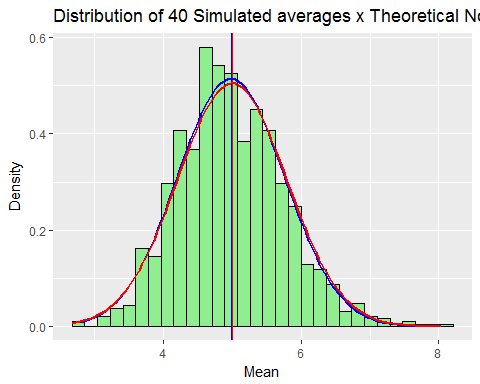 Distribution of 40 Simulated averages x Theoretical No
0.6
0.4
0.2
0.0
Density
4 6 8
Mean